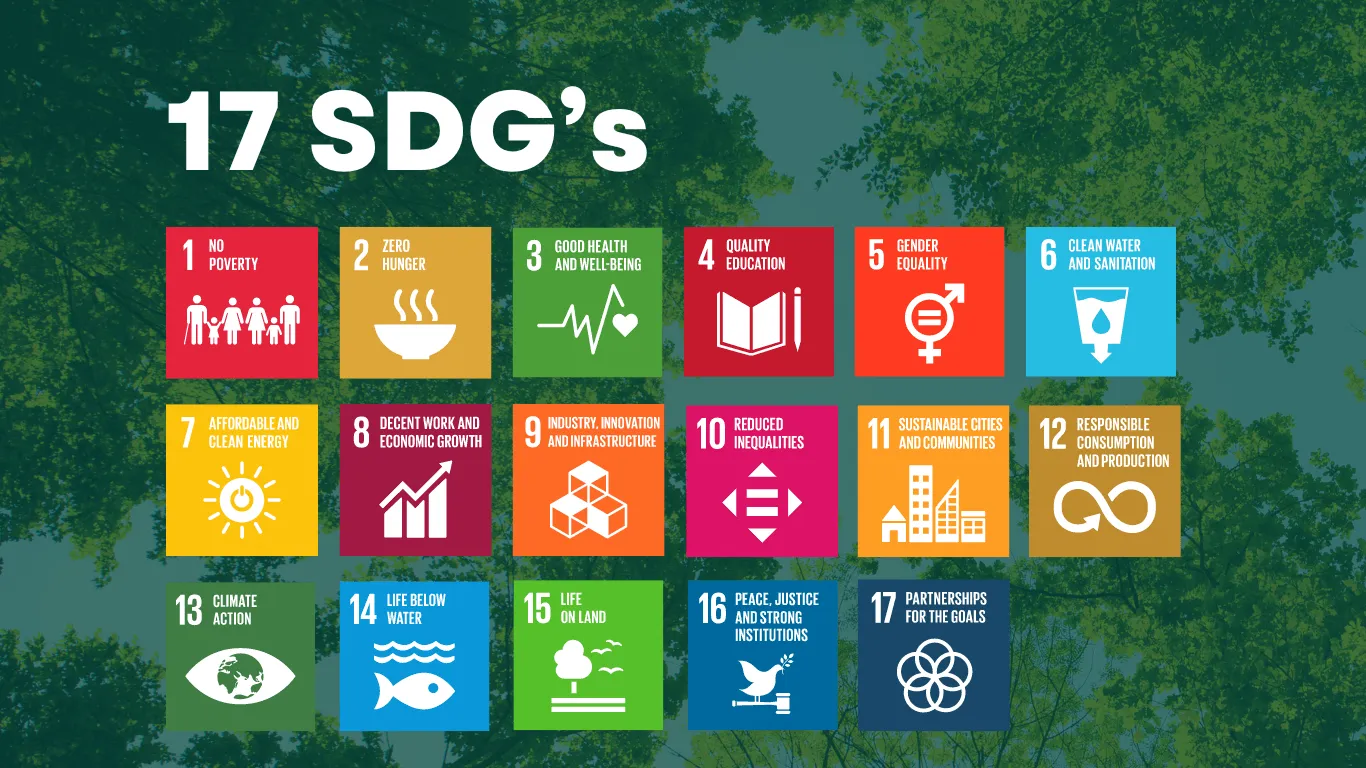 17 SDG's
1 NO
POVERTY
2 ZERO
HUNGER
3 GOOD HEALTH
AND WELL-BEING
4 QUALITY
EDUCATION
5 GENDER
EQUALITY
6 CLEAN WATER
AND SANITATION
7 AFFORDABLE AND
CLEAN ENERGY
8 DECENT WORK AND
ECONOMIC GROWTH
9 INDUSTRY, INNOVATION
AND INFRASTRUCTURE
10 REDUCED
INEQUALITIES
11 SUSTAINABLE CITIES
AND COMMUNITIES
12 RESPONSIBLE
CONSUMPTION
AND PRODUCTION
13 CLIMATE
ACTION
14 LIFE BELOW
WATER
15 LIFE
ON LAND
16 PEACE, JUSTICE
AND STRONG
INSTITUTIONS
17 PARTNERSHIPS
FOR THE GOALS